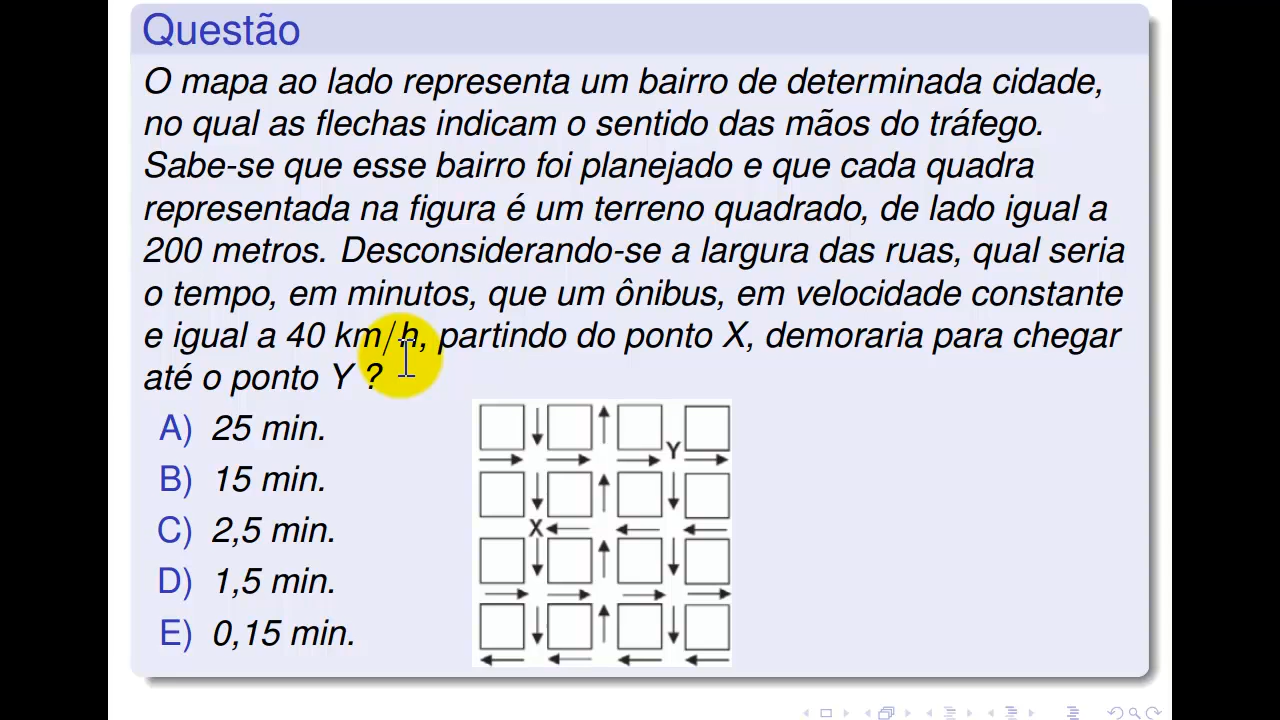 Questão
O mapa ao lado representa um bairro de determinada cidade,
no qual as flechas indicam o sentido das mãos do tráfego.
Sabe-se que esse bairro foi planejado e que cada quadra
representada na figura é um terreno quadrado, de lado igual a
200 metros. Desconsiderando-se a largura das ruas, qual seria
o tempo, em minutos, que um ônibus, em velocidade constante
e igual a 40 km/h, partindo do ponto X, demoraria para chegar
até o ponto Y ?
A) 25 min.
B) 15 min.
C) 2,5 min.
D) 1,5 min.
E) 0,15 min.
Y
X